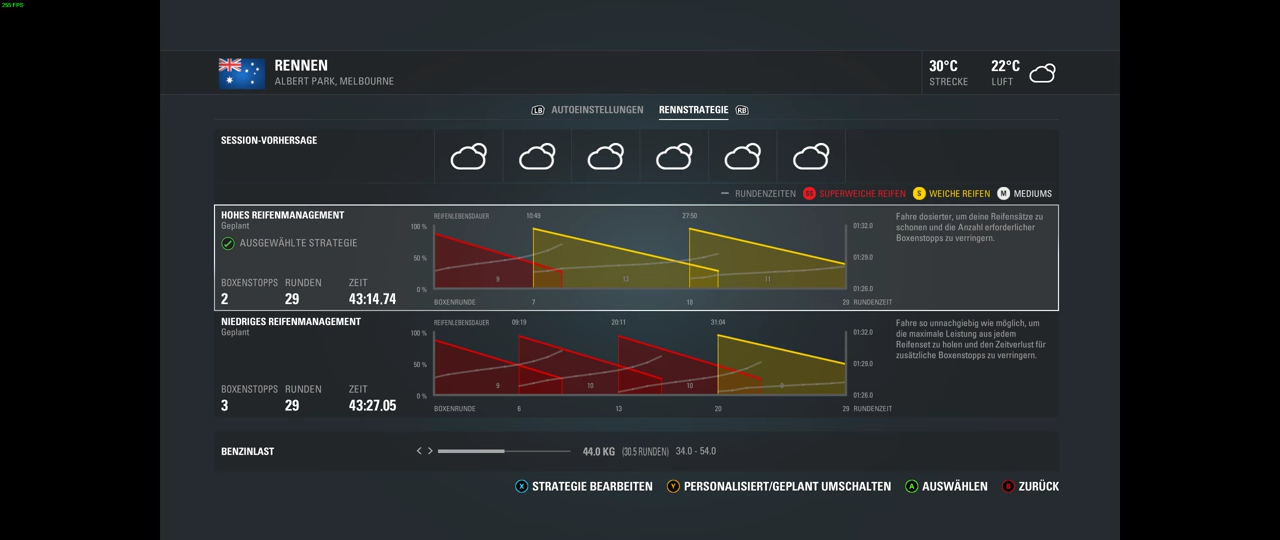 255 FPS
RENNEN
ALBERT PARK, MELBOURNE
30°C
STRECKE
22°C
LUFT
LB AUTOEINSTELLUNGEN RENNSTRATEGIE RB
SESSION-VORHERSAGE
RUNDENZEITEN SS SUPERWEICHE REIFEN S WEICHE REIFEN M MEDIUMS
HOHES REIFENMANAGEMENT
Geplant
AUSGEWÄHLTE STRATEGIE
BOXENSTOPPS RUNDEN ZEIT
2 29 43:14.74
REIFENLEBENSDAUER 10:49 27:50
100 % 01:32.0
50 % 01:29.0
9 13 11
0 % 01:26.0
BOXENRUNDE 7 18 29 RUNDENZEIT
Fahre dosierter, um deine Reifensätze zu
schonen und die Anzahl erforderlicher
Boxenstopps zu verringern.
NIEDRIGES REIFENMANAGEMENT
Geplant
BOXENSTOPPS RUNDEN ZEIT
3 29 43:27.05
REIFENLEBENSDAUER 09:19 20:11 31:04
100 % 01:32.0
50 % 01:29.0
9 10 10
0 % 01:26.0
BOXENRUNDE 6 13 20 29 RUNDENZEIT
Fahre so unnachgiebig wie möglich, um
die maximale Leistung aus jedem
Reifenset zu holen und den Zeitverlust für
zusätzliche Boxenstopps zu verringern.
BENZINLAST 44.0 KG (30.5 RUNDEN) 34.0 - 54.0
X STRATEGIE BEARBEITEN Y PERSONALISIERT/GEPLANT UMSCHALTEN A AUSWÄHLEN B ZURÜCK